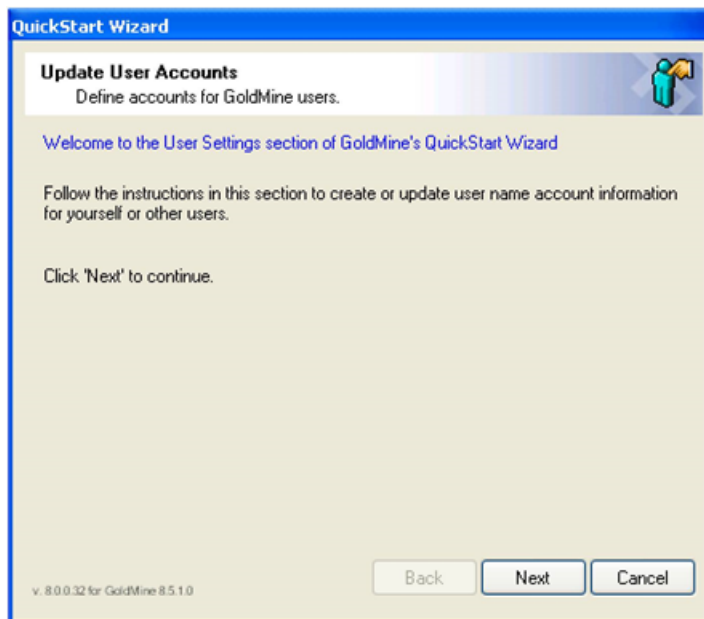 QuickStart Wizard
Update User Accounts
Define accounts for GoldMine users.
Welcome to the User Settings section of GoldMine's QuickStart Wizard
Follow the instructions in this section to create or update user name account information
for yourself or other users.
Click 'Next' to continue.
v. 8.0.0.32 for GoldMine 8.5.1.0
Back
Next
Cancel